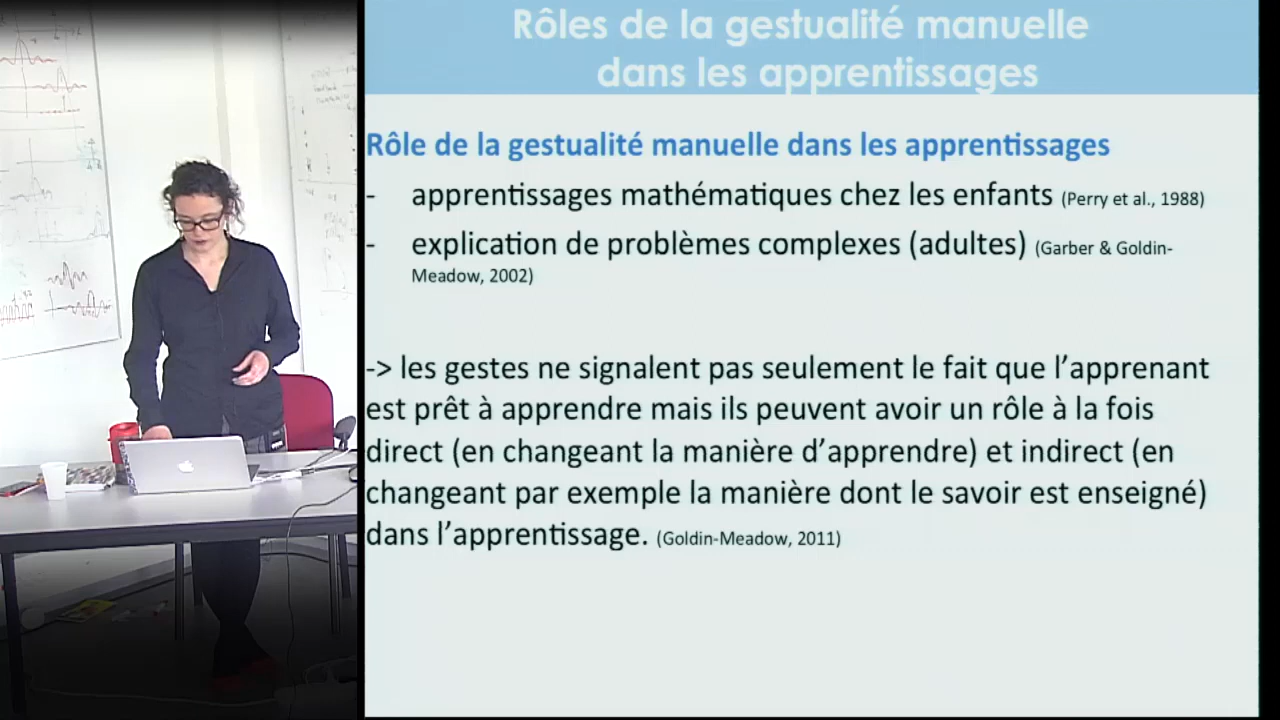 Rôles de la gestualité manuelle
dans les apprentissages
Rôle de la gestualité manuelle dans les apprentissages
- apprentissages mathématiques chez les enfants (Perry et al., 1988)
- explication de problèmes complexes (adultes) (Garber & Goldin-
Meadow, 2002)
-> les gestes ne signalent pas seulement le fait que l’apprenant
est prêt à apprendre mais ils peuvent avoir un rôle à la fois
direct (en changeant la manière d’apprendre) et indirect (en
changeant par exemple la manière dont le savoir est enseigné)
dans l’apprentissage. (Goldin-Meadow, 2011)